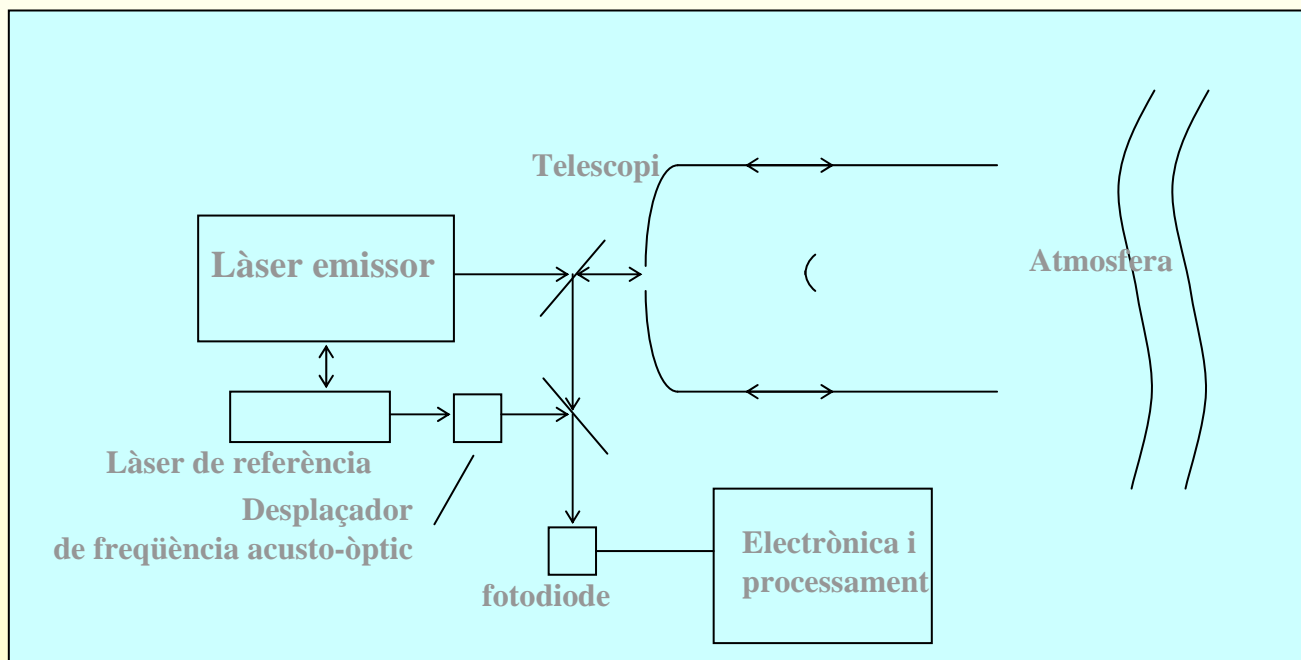 Telescopi
Làser emissor
Atmosfera
Làser de referència
Desplaçador
de freqüència acusto-òptic
Electrònica i
processament
fotodiode